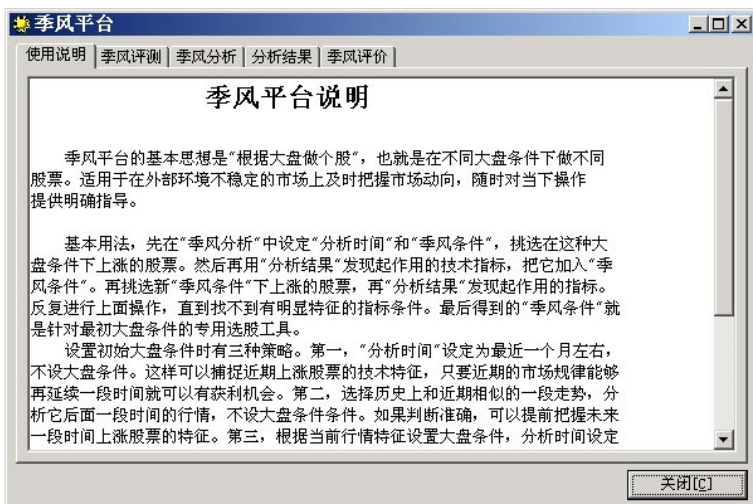 季风平台
使用说明 季风评测 季风分析 分析结果 季风评价
季风平台说明
季风平台的基本思想是"根据大盘做个股"，也就是在不同大盘条件下做不同
股票。适用于在外部环境不稳定的市场上及时把握市场动向，随时对当下操作
提供明确指导。
基本用法，先在"季风分析"中设定"分析时间"和"季风条件"，挑选在这种大
盘条件下上涨的股票。然后再用"分析结果"发现起作用的技术指标，把它加入"季
风条件"。再挑选新"季风条件"下上涨的股票，再"分析结果"发现起作用的指标。
反复进行上面操作，直到找不到有明显特征的指标条件。最后得到的"季风条件"就
是针对最初大盘条件的专用选股工具。
设置初始大盘条件时有三种策略。第一，"分析时间"设定为最近一个月左右，
不设大盘条件。这样可以捕捉近期上涨股票的技术特征，只要近期的市场规律能够
再延续一段时间就可以有获利机会。第二，选择历史上和近期相似的一段走势，分
析它后面一段时间的行情，不设大盘条件条件。如果判断准确，可以提前把握未来
一段时间上涨股票的特征。第三，根据当前行情特征设置大盘条件，分析时间设定
关闭[C]